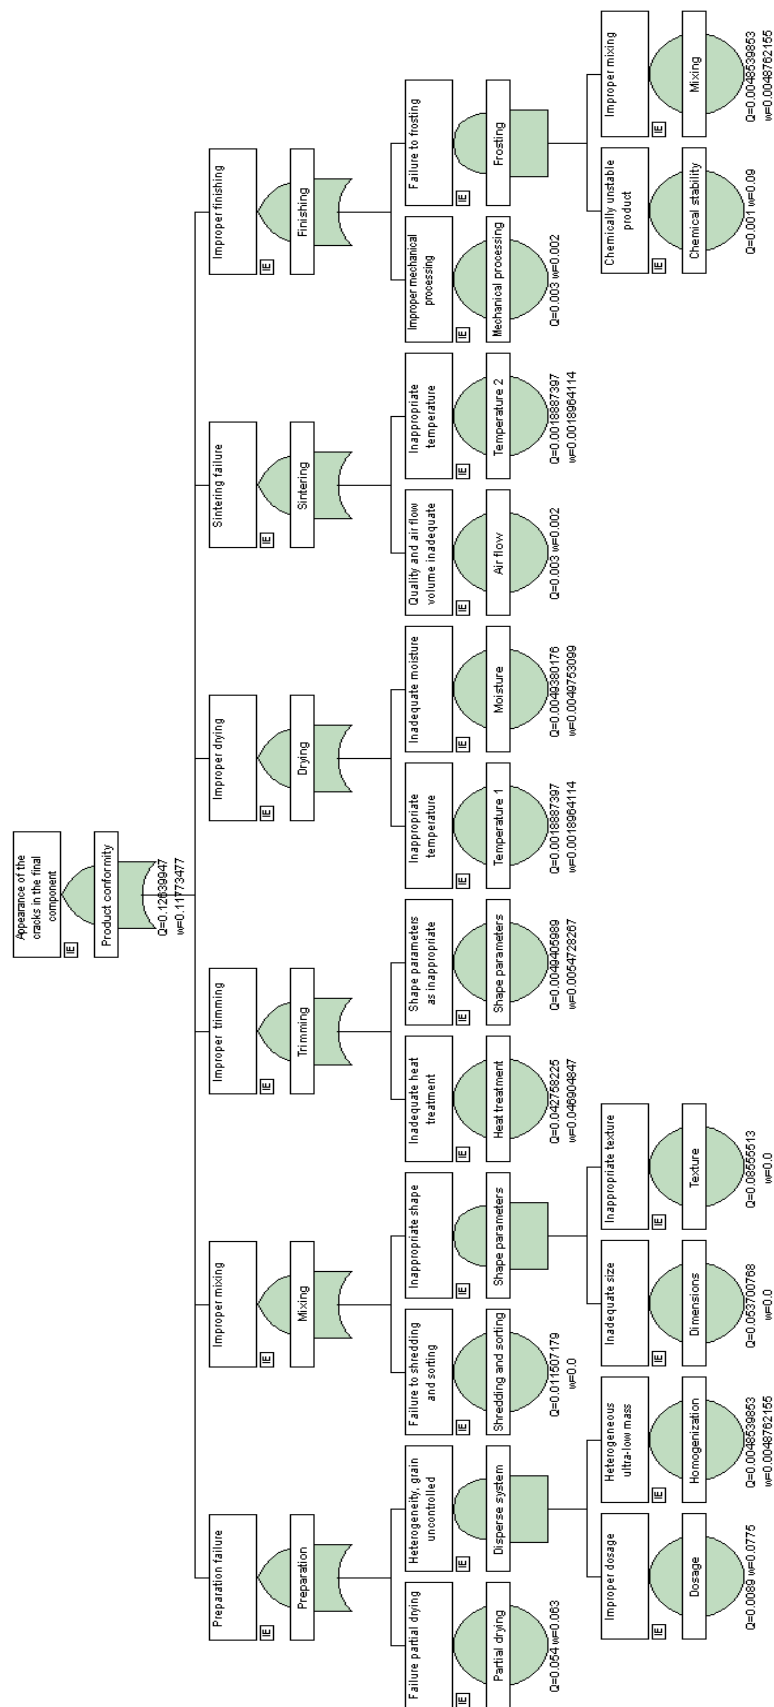 Appearance of the
cracks in the final
component
IE
Product conformity
Q=0.12639947
w=0.11773477
Preparation failure
IE
Preparation
Improper mixing
IE
Mixing
Improper trimming
IE
Trimming
Improper drying
IE
Drying
Sintering failure
IE
Sintering
Improper finishing
IE
Finishing
Failure partial drying
IE
Partial drying
Q=0.054 w=0.063
Heterogeneity, grain
uncontrolled
IE
Disperse system
Failure to shredding
and sorting
IE
Shredding and sorting
Q=0.011507179
w=0.0
Inappropriate shape
IE
Shape parameters
Inadequate heat
treatment
IE
Heat treatment
Q=0.042758225
w=0.046904847
Shape parameters
as inappropriate
IE
Shape parameters
Q=0.0049405989
w=0.0054728267
Inappropriate
temperature
IE
Temperature 1
Q=0.0018887397
w=0.0018964114
Inadequate moisture
IE
Moisture
Q=0.0049380176
w=0.0049753099
Quality and air flow
volume inadequate
IE
Air flow
Q=0.003 w=0.002
Inappropriate
temperature
IE
Temperature 2
Q=0.0018887397
w=0.0018964114
Improper mechanical
processing
IE
Mechanical processing
Q=0.003 w=0.002
Failure to frosting
IE
Frosting
Improper dosage
IE
Dosage
Q=0.0089 w=0.0775
Heterogeneous
ultra-low mass
IE
Homogenization
Q=0.0048539853
w=0.0048762155
Inadequate size
IE
Dimensions
Q=0.053700768
w=0.0
Inappropriate texture
IE
Texture
Q=0.08555513
w=0.0
Chemically unstable
product
IE
Chemical stability
Q=0.001 w=0.09
Improper mixing
IE
Mixing
Q=0.0048539853
w=0.0048762155